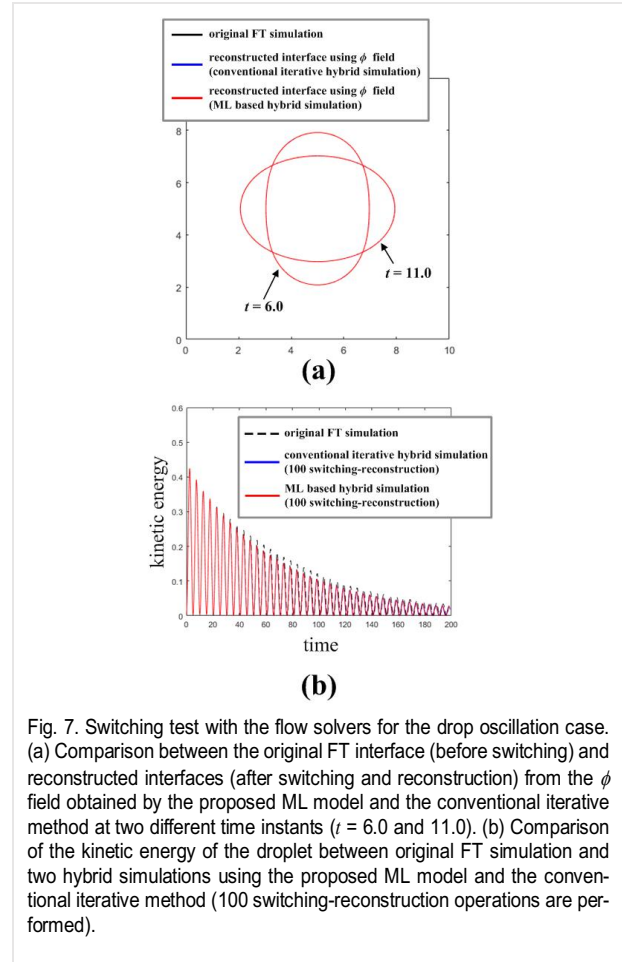 original FT simulation
reconstructed interface using ϕ field
(conventional iterative hybrid simulation)
reconstructed interface using ϕ field
(ML based hybrid simulation)
8
6
4
2
0
t = 11.0
t = 6.0
0 2 4 6 8 10
(a)
0.6
0.5
0.4
0.3
0.2
0.1
0
kinetic energy
original FT simulation
conventional iterative hybrid simulation
(100 switching-reconstruction)
ML based hybrid simulation
(100 switching-reconstruction)
0 20 40 60 80 100 120 140 160 180 200
time
(b)
Fig. 7. Switching test with the flow solvers for the drop oscillation case.
(a) Comparison between the original FT interface (before switching) and
reconstructed interfaces (after switching and reconstruction) from the ϕ
field obtained by the proposed ML model and the conventional iterative
method at two different time instants (t = 6.0 and 11.0). (b) Comparison
of the kinetic energy of the droplet between original FT simulation and
two hybrid simulations using the proposed ML model and the conven-
tional iterative method (100 switching-reconstruction operations are per-
formed).